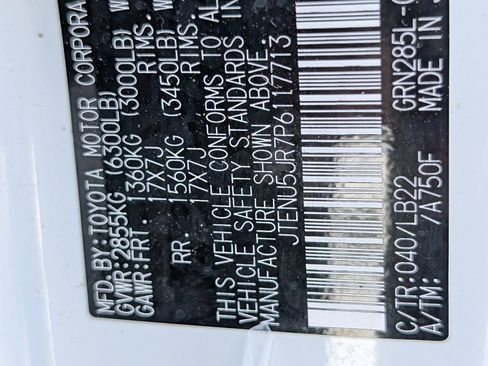 MFD. BY:TOYOTA MOTOR CORPORA
GVWR:2855KG (6300LB)
GAWR:FRT. 1360KG (3000LB) W
17X7J RIMS.
RR. 1560KG (3450LB) W
17X7J RIMS.
THIS VEHICLE CONFORMS TO AL
VEHICLE SAFETY STANDARDS IN
MANUFACTURE SHOWN ABOVE.
JTENU5JR7P6117713
C/TR:040/LB22 GRN285L-
A/TM: /A750F MADE IN